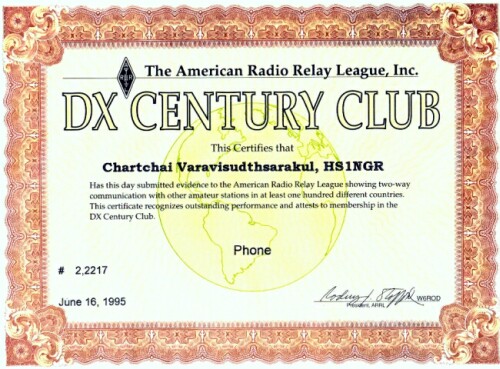 The American Radio Relay League, Inc.
DX CENTURY CLUB
This Certifies that
Chartchai Varavisudthsarakul, HS1NGR
Has this day submitted evidence to the American Radio Relay League showing two-way
communication with other amateur stations in at least one hundred different countries.
This certificate recognizes outstanding performance and attests to membership in the
DX Century Club.
Phone
# 2,2217
June 16, 1995
W6ROD
President, ARRL